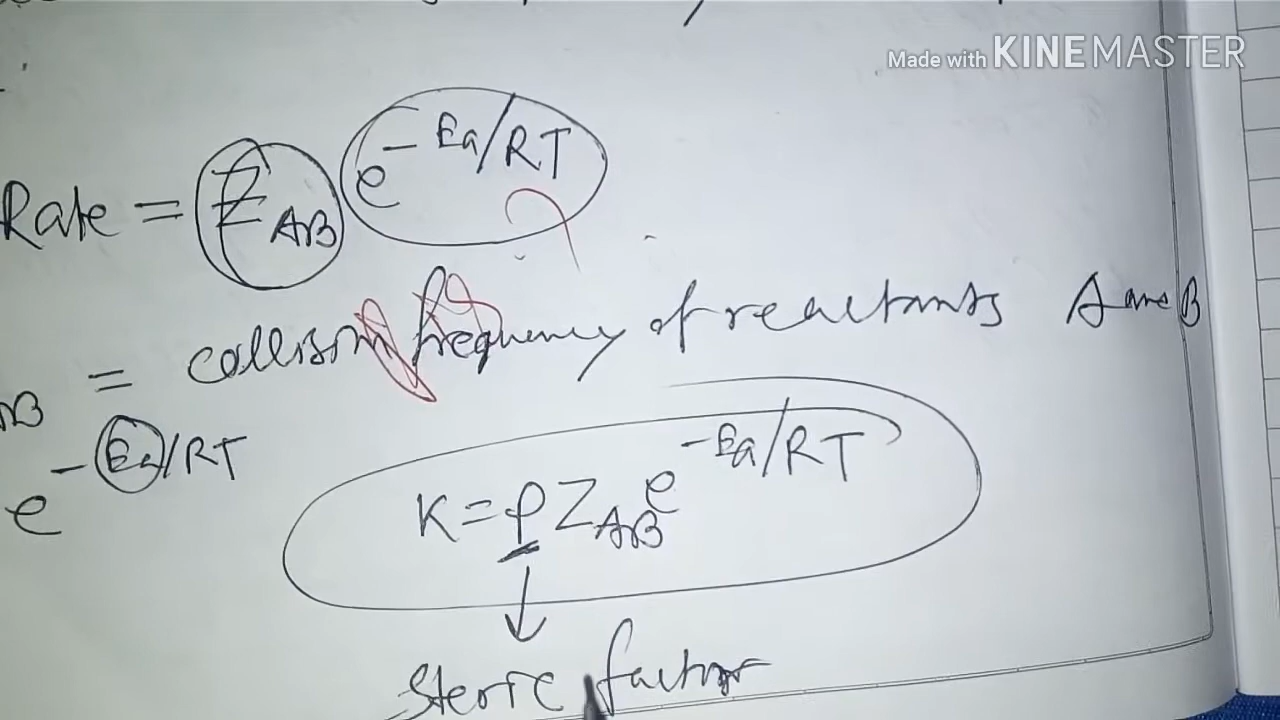 Made with KINEMASTER
Rate = Z_AB e^-Ea/RT
AB = collision frequency of reactants A and B
e^-Ea/RT
K = P Z_AB e^-Ea/RT
Steric factor